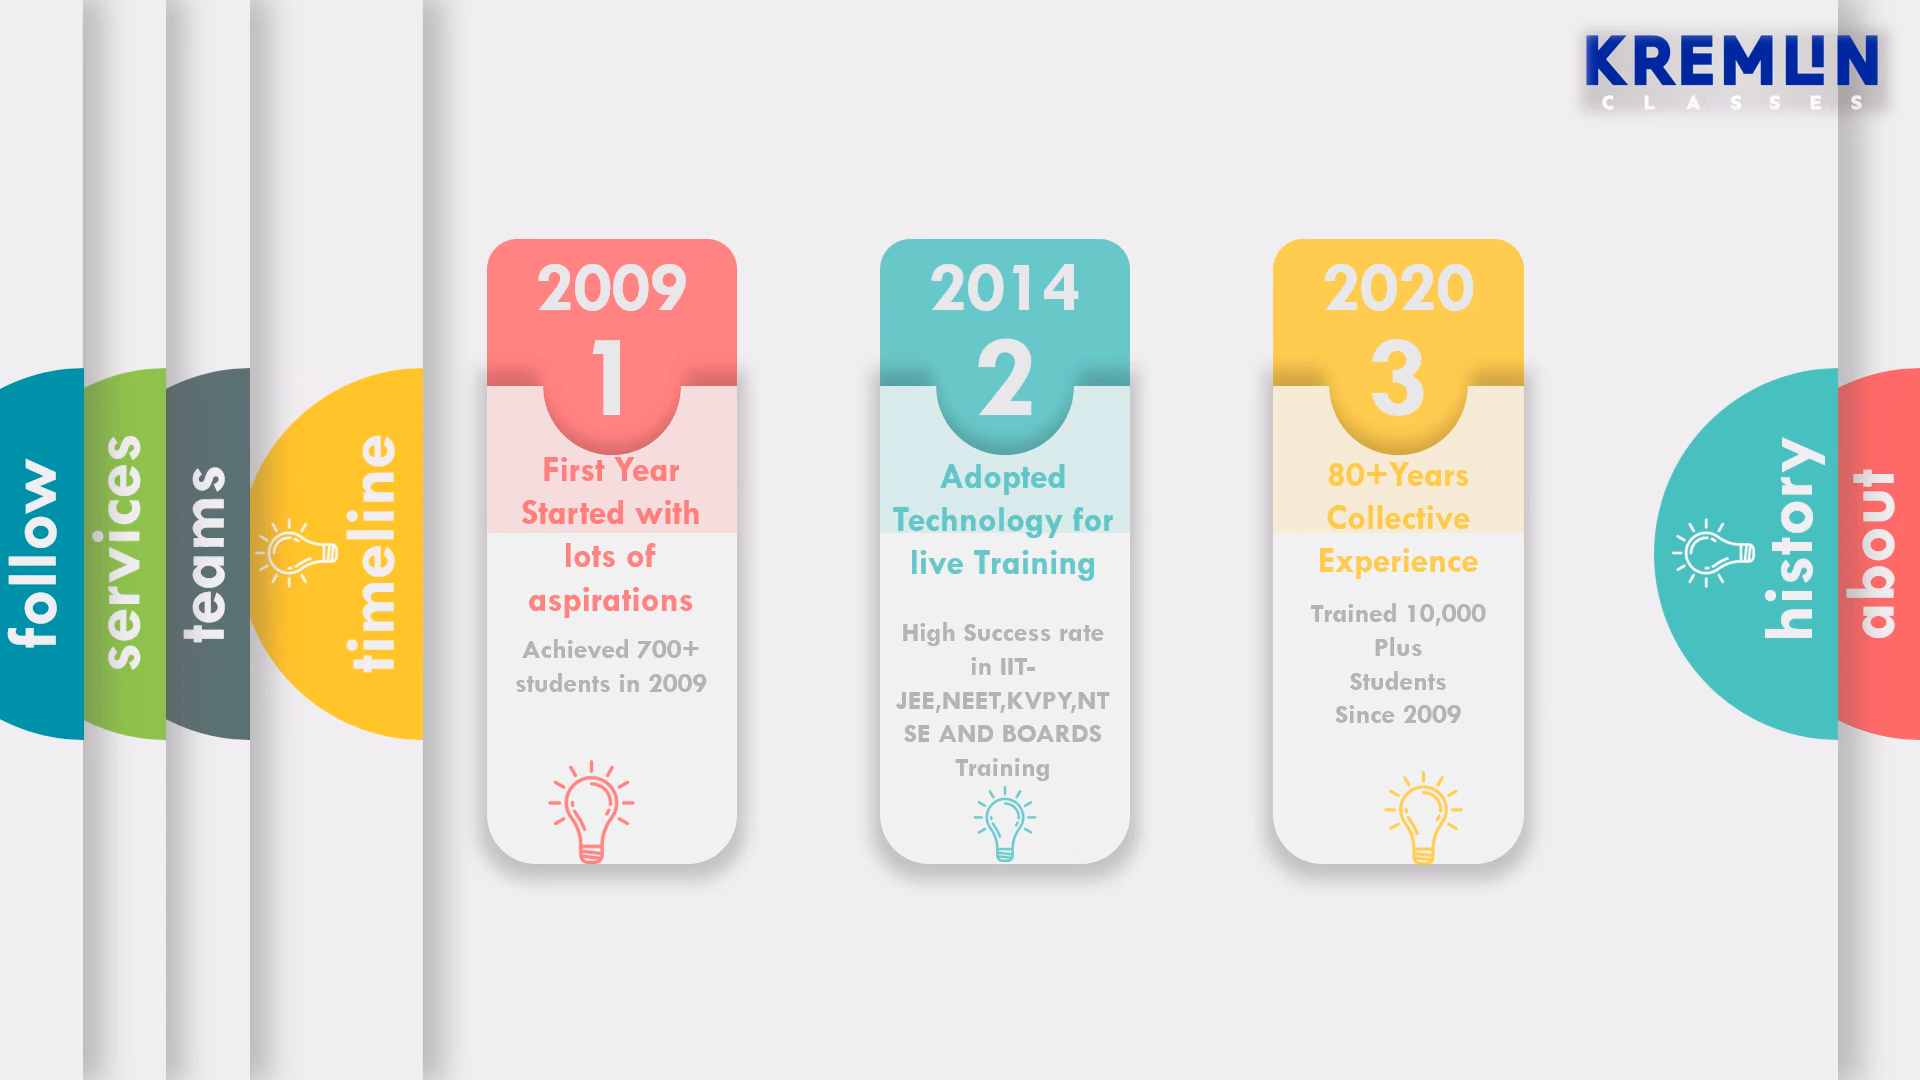 KREMLIN
CLASSES
follow
services
teams
timeline
2009
1
First Year
Started with
lots of
aspirations
Achieved 700+
students in 2009
2014
2
Adopted
Technology for
live Training
High Success rate
in IIT-
JEE,NEET,KVPY,NT
SE AND BOARDS
Training
2020
3
80+Years
Collective
Experience
Trained 10,000
Plus
Students
Since 2009
history
about